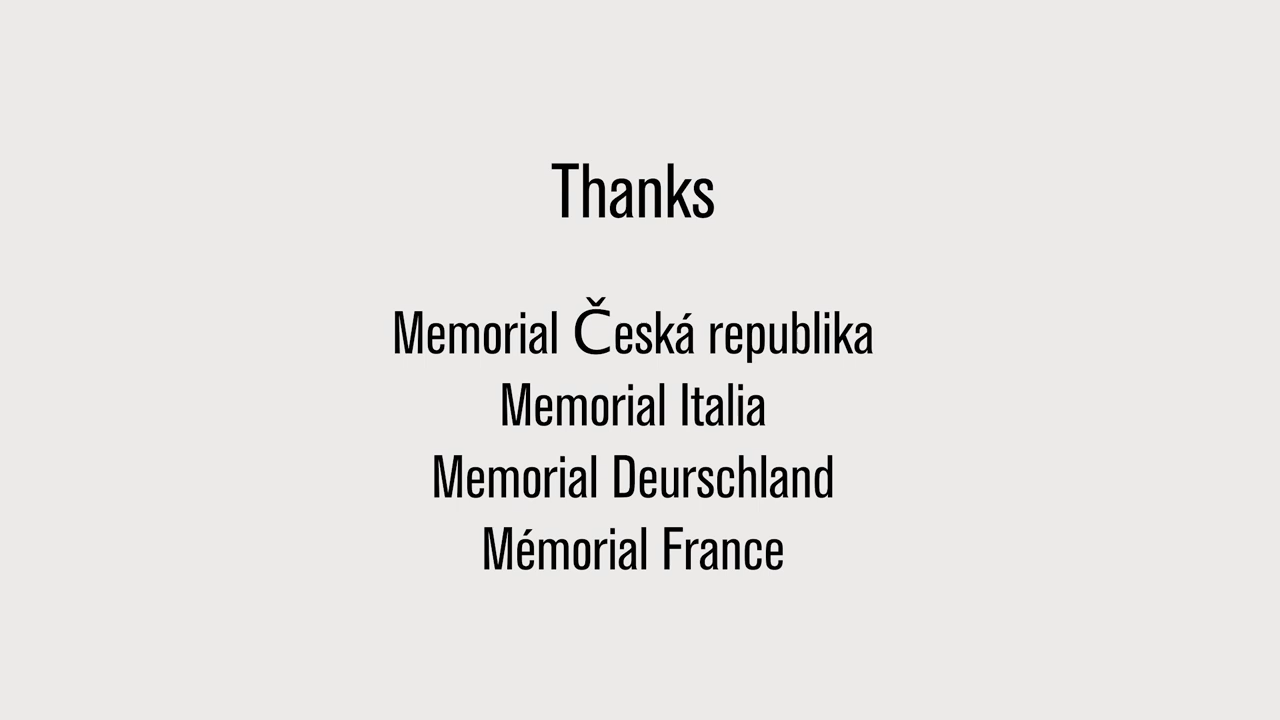 Thanks
Memorial Česká republika
Memorial Italia
Memorial Deurschland
Mémorial France